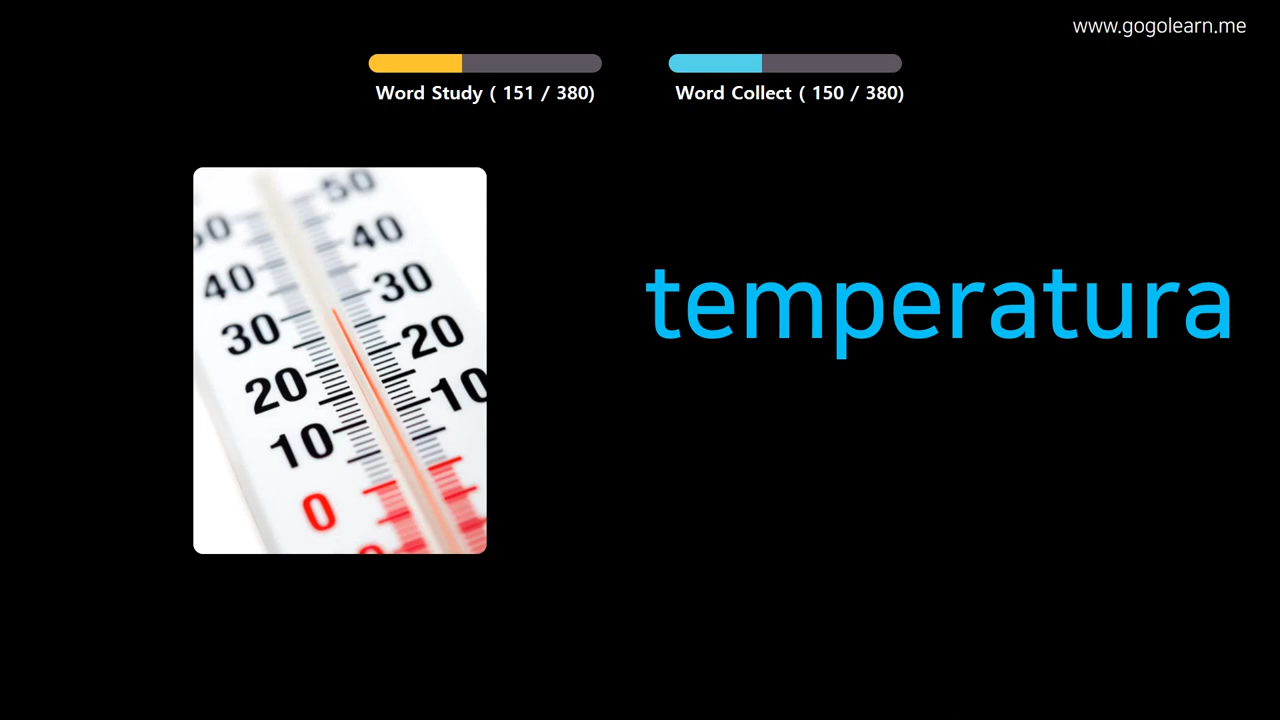 www.gogolearn.me
Word Study ( 151 / 380)
Word Collect ( 150 / 380)
50
40
40
30
30
20
20
10
10
0
temperatura